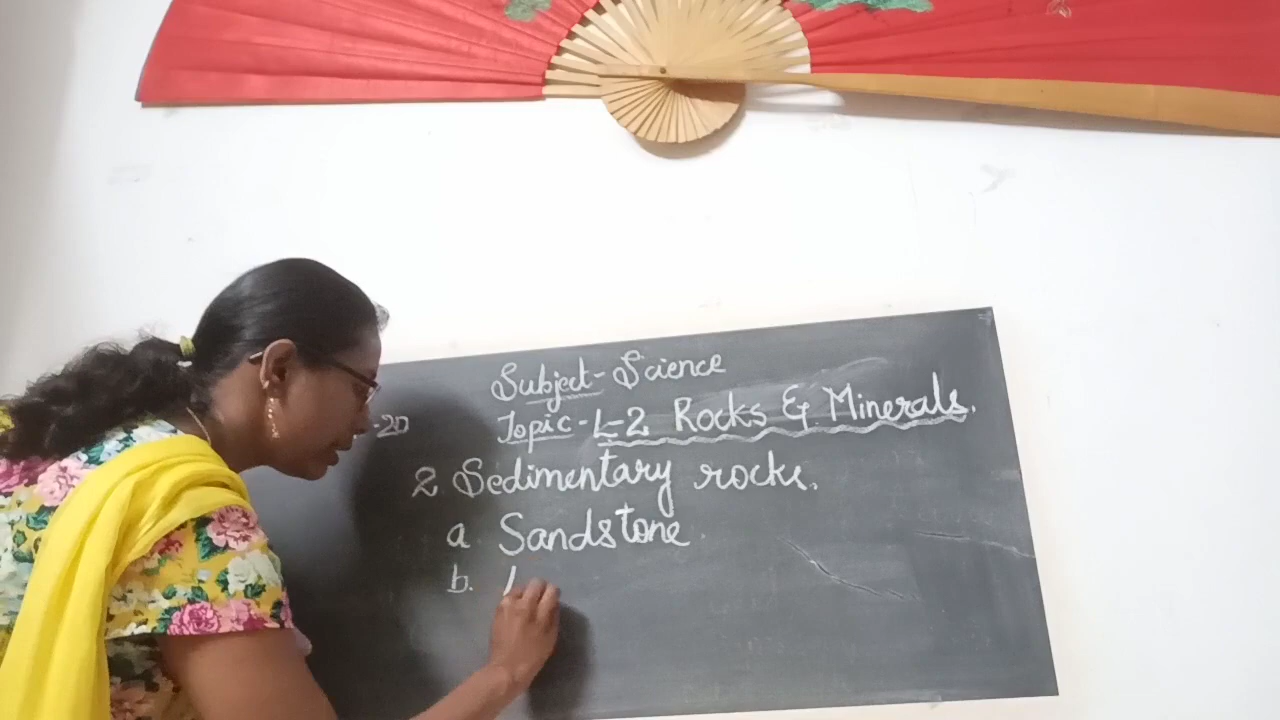 Subject-Science
-20
Topic-L-2 Rocks & Minerals.
2 Sedimentary rocks.
a Sandstone.
b.